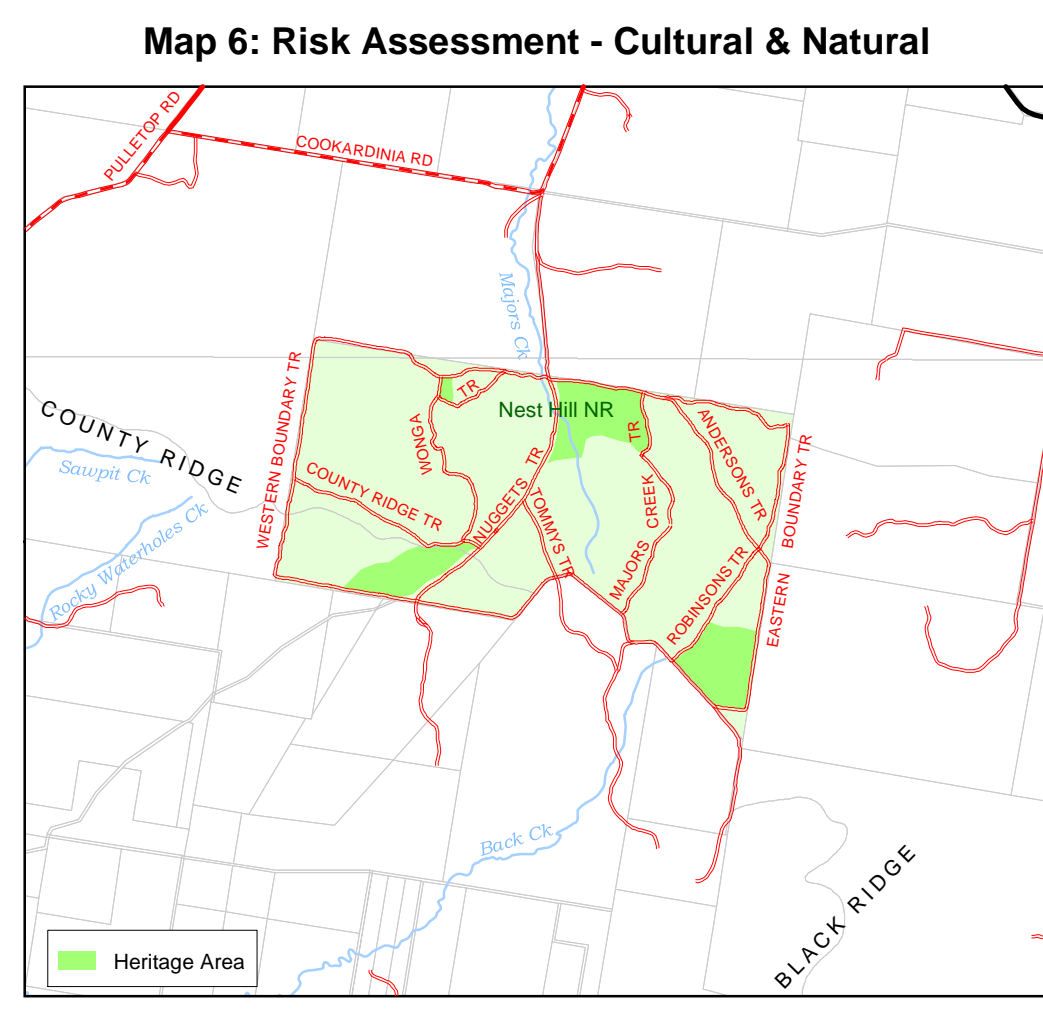 Map 6: Risk Assessment - Cultural & Natural
PULLETOP RD
COOKARDINIA RD
Majors Ck
WESTERN BOUNDARY TR
COUNTY RIDGE
Sawpit Ck
Rocky Waterholes Ck
WONGA TR
Nest Hill NR
COUNTY RIDGE TR
NUGGETS TR
TOMMYS TR
MAJORS CREEK TR
ANDERSONS TR
ROBINSONS TR
EASTERN BOUNDARY TR
Back Ck
BLACK RIDGE
Heritage Area